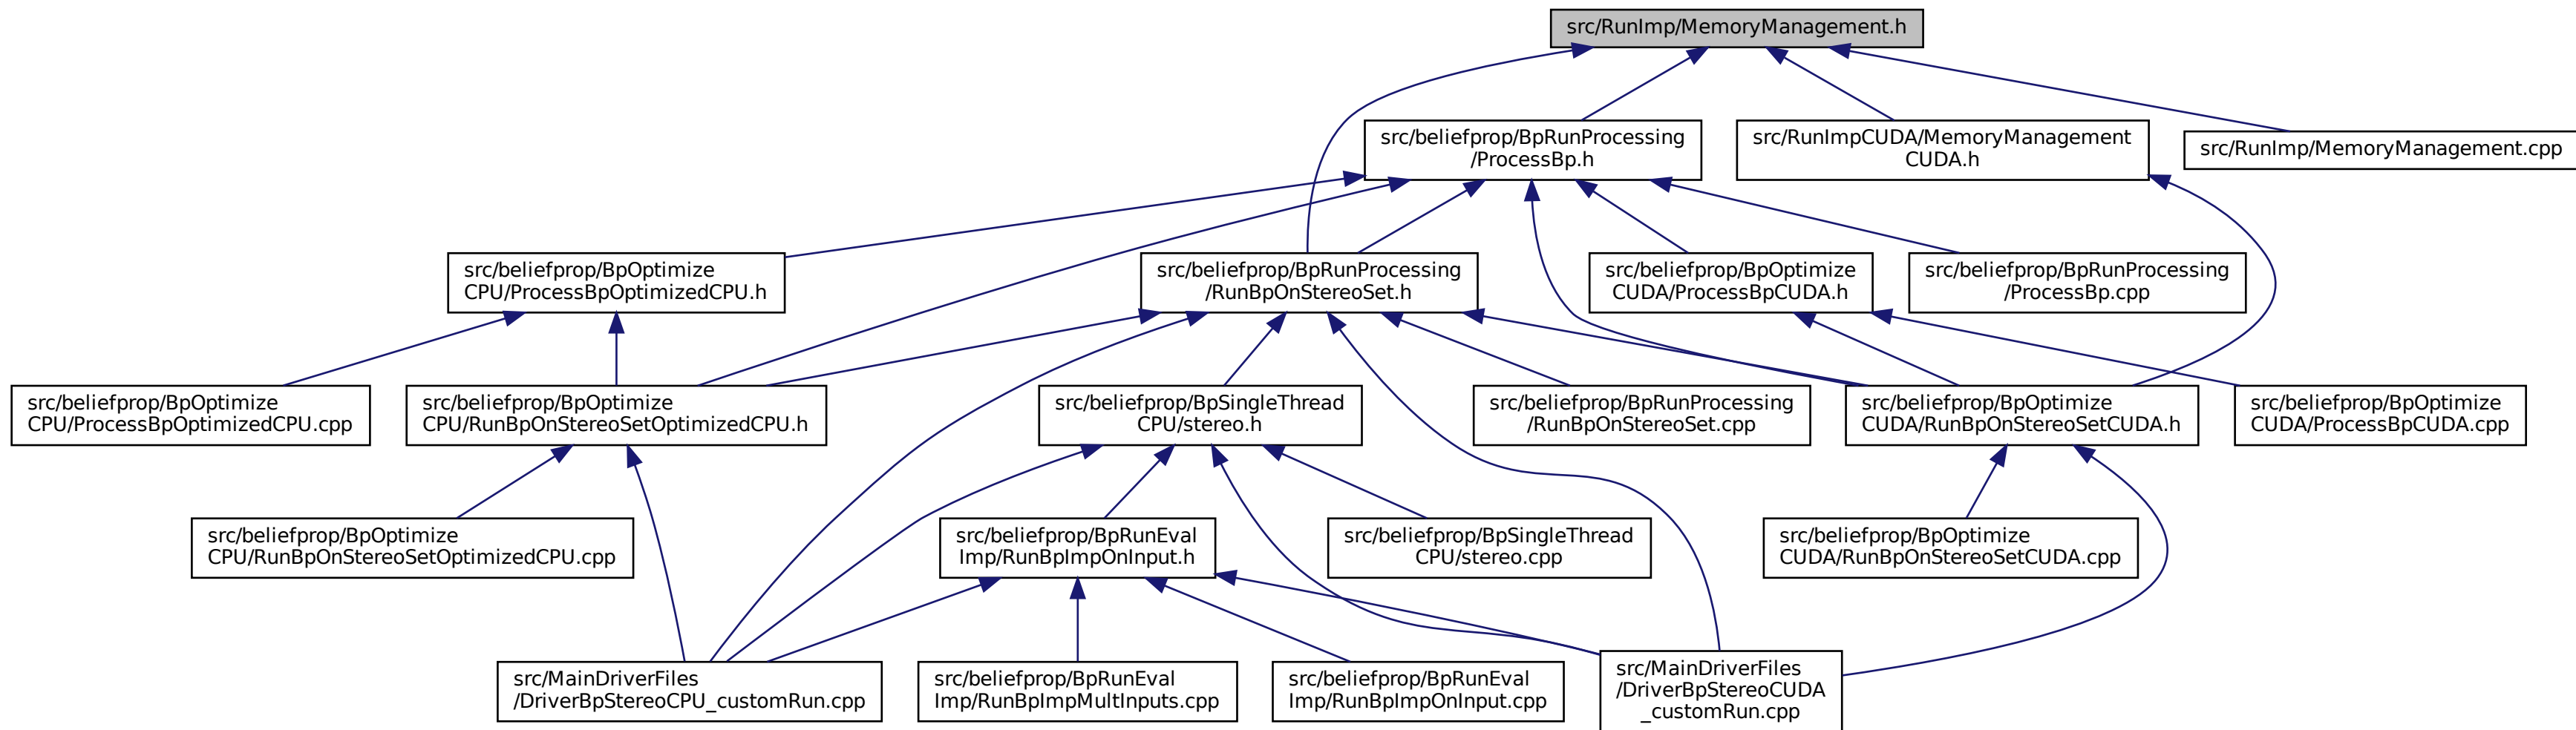 src/RunImp/MemoryManagement.h
src/beliefprop/BpRunProcessing
/ProcessBp.h
src/RunImpCUDA/MemoryManagement
CUDA.h
src/RunImp/MemoryManagement.cpp
src/beliefprop/BpOptimize
CPU/ProcessBpOptimizedCPU.h
src/beliefprop/BpRunProcessing
/RunBpOnStereoSet.h
src/beliefprop/BpOptimize
CUDA/ProcessBpCUDA.h
src/beliefprop/BpRunProcessing
/ProcessBp.cpp
src/beliefprop/BpOptimize
CPU/ProcessBpOptimizedCPU.cpp
src/beliefprop/BpOptimize
CPU/RunBpOnStereoSetOptimizedCPU.h
src/beliefprop/BpSingleThread
CPU/stereo.h
src/beliefprop/BpRunProcessing
/RunBpOnStereoSet.cpp
src/beliefprop/BpOptimize
CUDA/RunBpOnStereoSetCUDA.h
src/beliefprop/BpOptimize
CUDA/ProcessBpCUDA.cpp
src/beliefprop/BpOptimize
CPU/RunBpOnStereoSetOptimizedCPU.cpp
src/beliefprop/BpRunEval
Imp/RunBpImpOnInput.h
src/beliefprop/BpSingleThread
CPU/stereo.cpp
src/beliefprop/BpOptimize
CUDA/RunBpOnStereoSetCUDA.cpp
src/MainDriverFiles
/DriverBpStereoCPU_customRun.cpp
src/beliefprop/BpRunEval
Imp/RunBpImpMultInputs.cpp
src/beliefprop/BpRunEval
Imp/RunBpImpOnInput.cpp
src/MainDriverFiles
/DriverBpStereoCUDA
_customRun.cpp